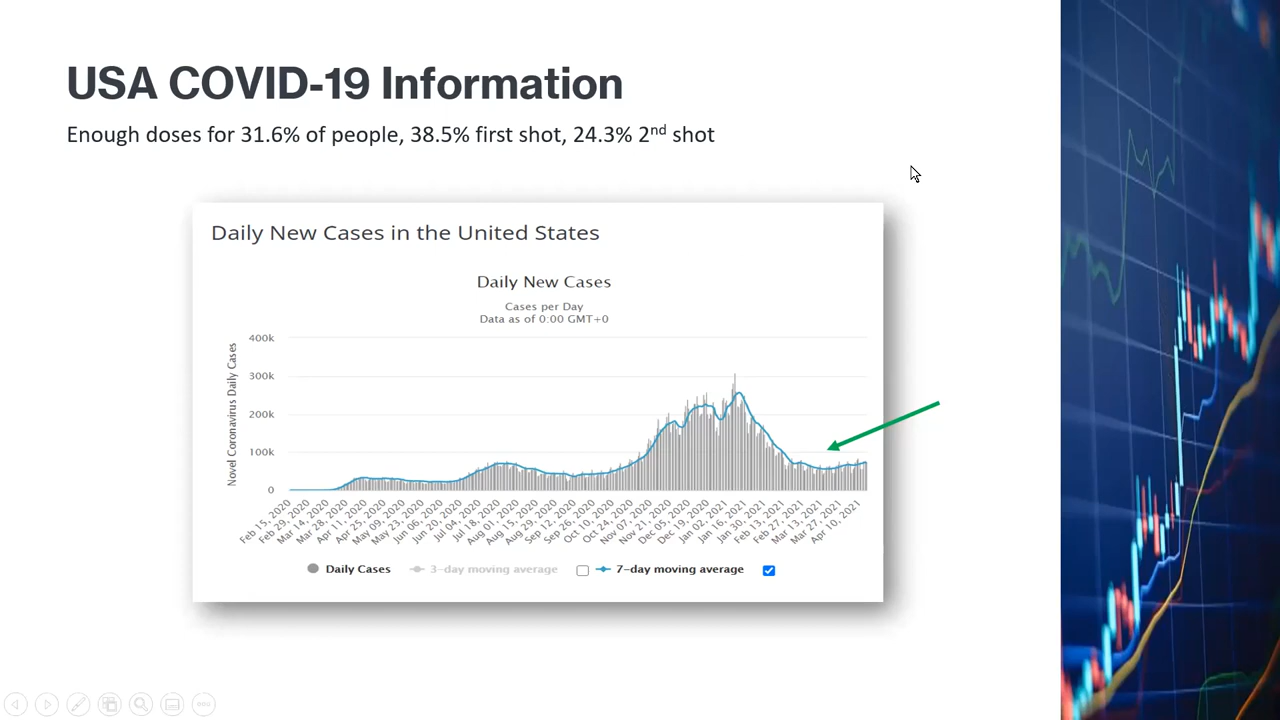 USA COVID-19 Information
Enough doses for 31.6% of people, 38.5% first shot, 24.3% 2nd shot
Daily New Cases in the United States
Daily New Cases
Cases per Day
Data as of 0:00 GMT+0
Novel Coronavirus Daily Cases
400k
300k
200k
100k
0
Feb 15, 2020
Feb 29, 2020
Mar 14, 2020
Mar 28, 2020
Apr 11, 2020
Apr 25, 2020
May 09, 2020
May 23, 2020
Jun 06, 2020
Jun 20, 2020
Jul 04, 2020
Jul 18, 2020
Aug 01, 2020
Aug 15, 2020
Aug 29, 2020
Sep 12, 2020
Sep 26, 2020
Oct 10, 2020
Oct 24, 2020
Nov 07, 2020
Nov 21, 2020
Dec 05, 2020
Dec 19, 2020
Jan 02, 2021
Jan 16, 2021
Jan 30, 2021
Feb 13, 2021
Feb 27, 2021
Mar 13, 2021
Mar 27, 2021
Apr 10, 2021
Daily Cases
3-day moving average
7-day moving average